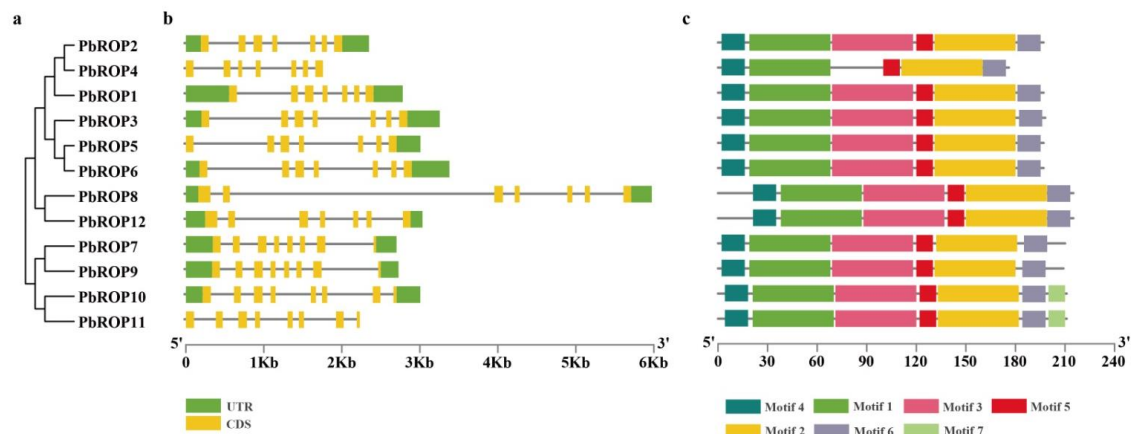 a b c
PbROP2
PbROP4
PbROP1
PbROP3
PbROP5
PbROP6
PbROP8
PbROP12
PbROP7
PbROP9
PbROP10
PbROP11
5' 3'
0 1Kb 2Kb 3Kb 4Kb 5Kb 6Kb
UTR
CDS
5' 3'
0 30 60 90 120 150 180 210 240
Motif 4 Motif 1 Motif 3 Motif 5
Motif 2 Motif 6 Motif 7